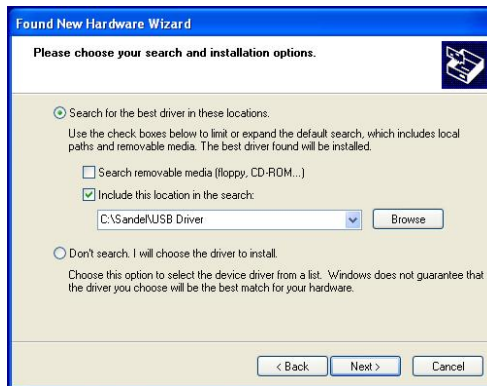 Found New Hardware Wizard
Please choose your search and installation options.
Search for the best driver in these locations.
Use the check boxes below to limit or expand the default search, which includes local
paths and removable media. The best driver found will be installed.
Search removable media (floppy, CD-ROM...)
Include this location in the search:
C:\Sandel\USB Driver
Browse
Don't search. I will choose the driver to install.
Choose this option to select the device driver from a list. Windows does not guarantee that
the driver you choose will be the best match for your hardware.
< Back
Next >
Cancel